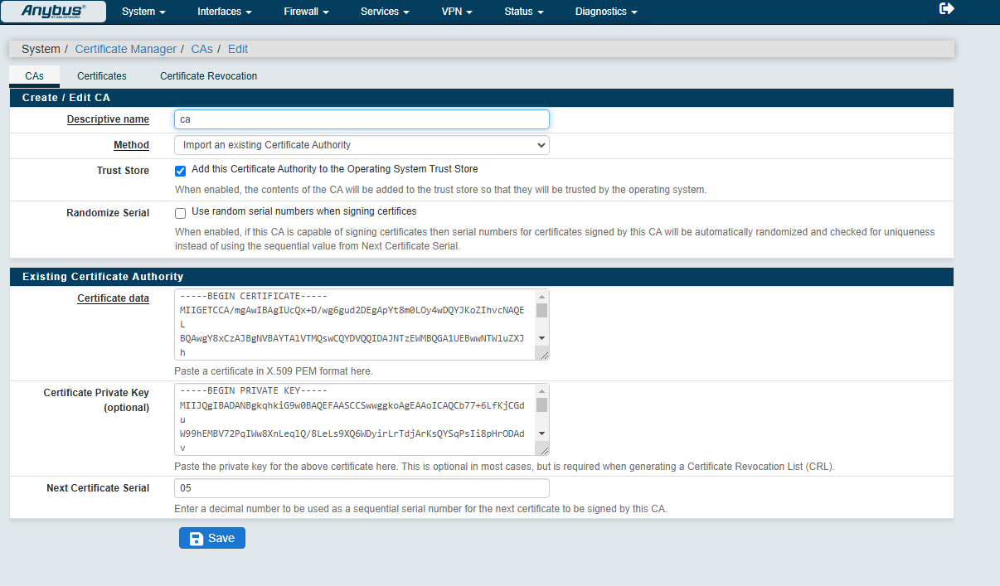 Anybus®
BY HMS NETWORKS
System Interfaces Firewall Services VPN Status Diagnostics
System / Certificate Manager / CAs / Edit
CAs Certificates Certificate Revocation
Create / Edit CA
Descriptive name ca
Method Import an existing Certificate Authority
Trust Store Add this Certificate Authority to the Operating System Trust Store
When enabled, the contents of the CA will be added to the trust store so that they will be trusted by the operating system.
Randomize Serial Use random serial numbers when signing certifices
When enabled, if this CA is capable of signing certificates then serial numbers for certificates signed by this CA will be automatically randomized and checked for uniqueness
instead of using the sequential value from Next Certificate Serial.
Existing Certificate Authority
Certificate data -----BEGIN CERTIFICATE-----
MIIGETCCA/mgAwIBAgIUcQx+D/wg6gud2DEgApYt8m0LOy4wDQYJKoZIhvcNAQE
L
BQAwgY8xCzAJBgNVBAYTAlVTMQswCQYDVQQIDAJNTzEWMBQGA1UEBwwNTWluZXJ
h
Paste a certificate in X.509 PEM format here.
Certificate Private Key -----BEGIN PRIVATE KEY-----
(optional) MIIJQgIBADANBgkqhkiG9w0BAQEFAASCCSwwggkoAgEAAoICAQCb77+6LfKjCGd
u
W99hEMBV72PqIWw8XnLeqlQ/8LeLs9XQ6WDyirLrTdjArKsQYSqPsIi8pHrODAd
v
Paste the private key for the above certificate here. This is optional in most cases, but is required when generating a Certificate Revocation List (CRL).
Next Certificate Serial 05
Enter a decimal number to be used as a sequential serial number for the next certificate to be signed by this CA.
Save